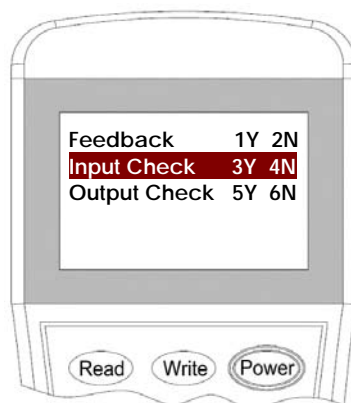 Feedback 1Y 2N
Input Check 3Y 4N
Output Check 5Y 6N
Read Write Power